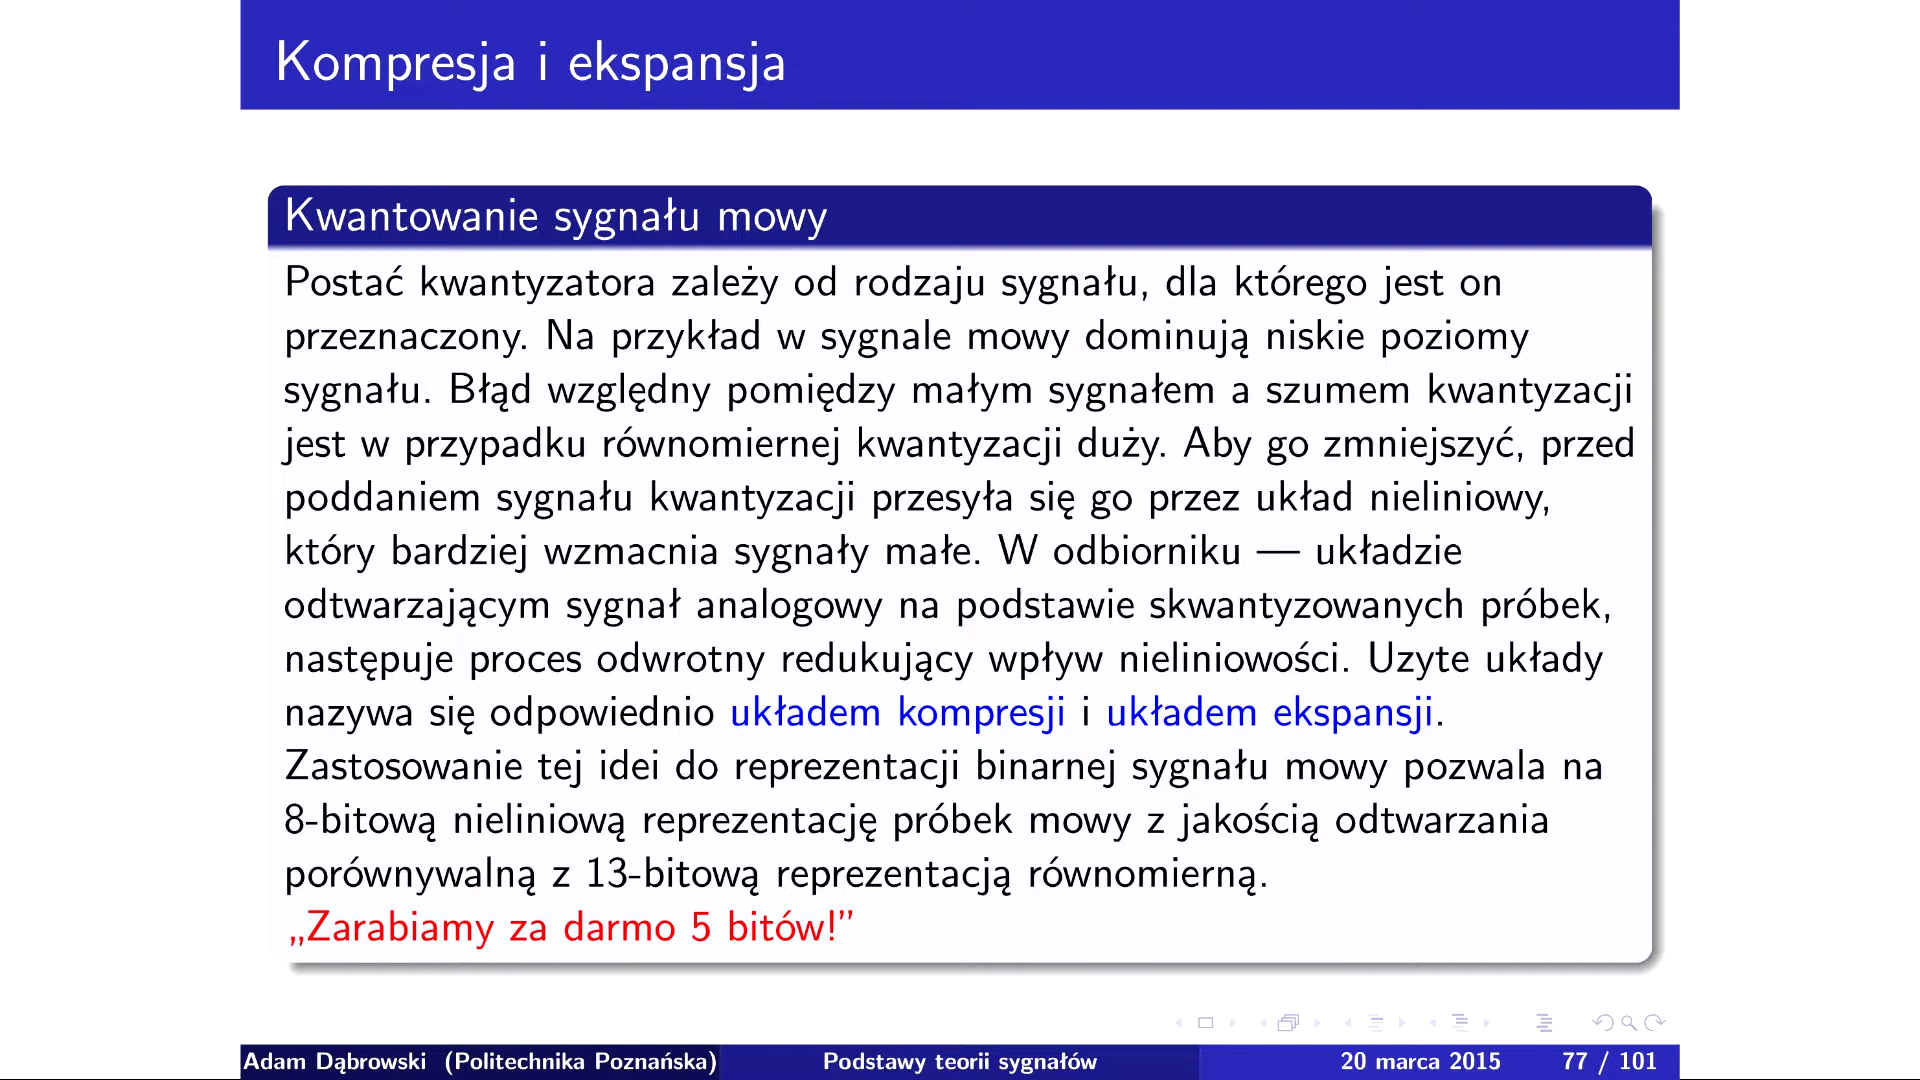 Kompresja i ekspansja
Kwantowanie sygnału mowy
Postać kwantyzatora zależy od rodzaju sygnału, dla którego jest on
przeznaczony. Na przykład w sygnale mowy dominują niskie poziomy
sygnału. Błąd względny pomiędzy małym sygnałem a szumem kwantyzacji
jest w przypadku równomiernej kwantyzacji duży. Aby go zmniejszyć, przed
poddaniem sygnału kwantyzacji przesyła się go przez układ nieliniowy,
który bardziej wzmacnia sygnały małe. W odbiorniku — układzie
odtwarzającym sygnał analogowy na podstawie skwantyzowanych próbek,
następuje proces odwrotny redukujący wpływ nieliniowości. Uzyte układy
nazywa się odpowiednio układem kompresji i układem ekspansji.
Zastosowanie tej idei do reprezentacji binarnej sygnału mowy pozwala na
8-bitową nieliniową reprezentację próbek mowy z jakością odtwarzania
porównywalną z 13-bitową reprezentacją równomierną.
„Zarabiamy za darmo 5 bitów!”
Adam Dąbrowski (Politechnika Poznańska) Podstawy teorii sygnałów 20 marca 2015 77 / 101